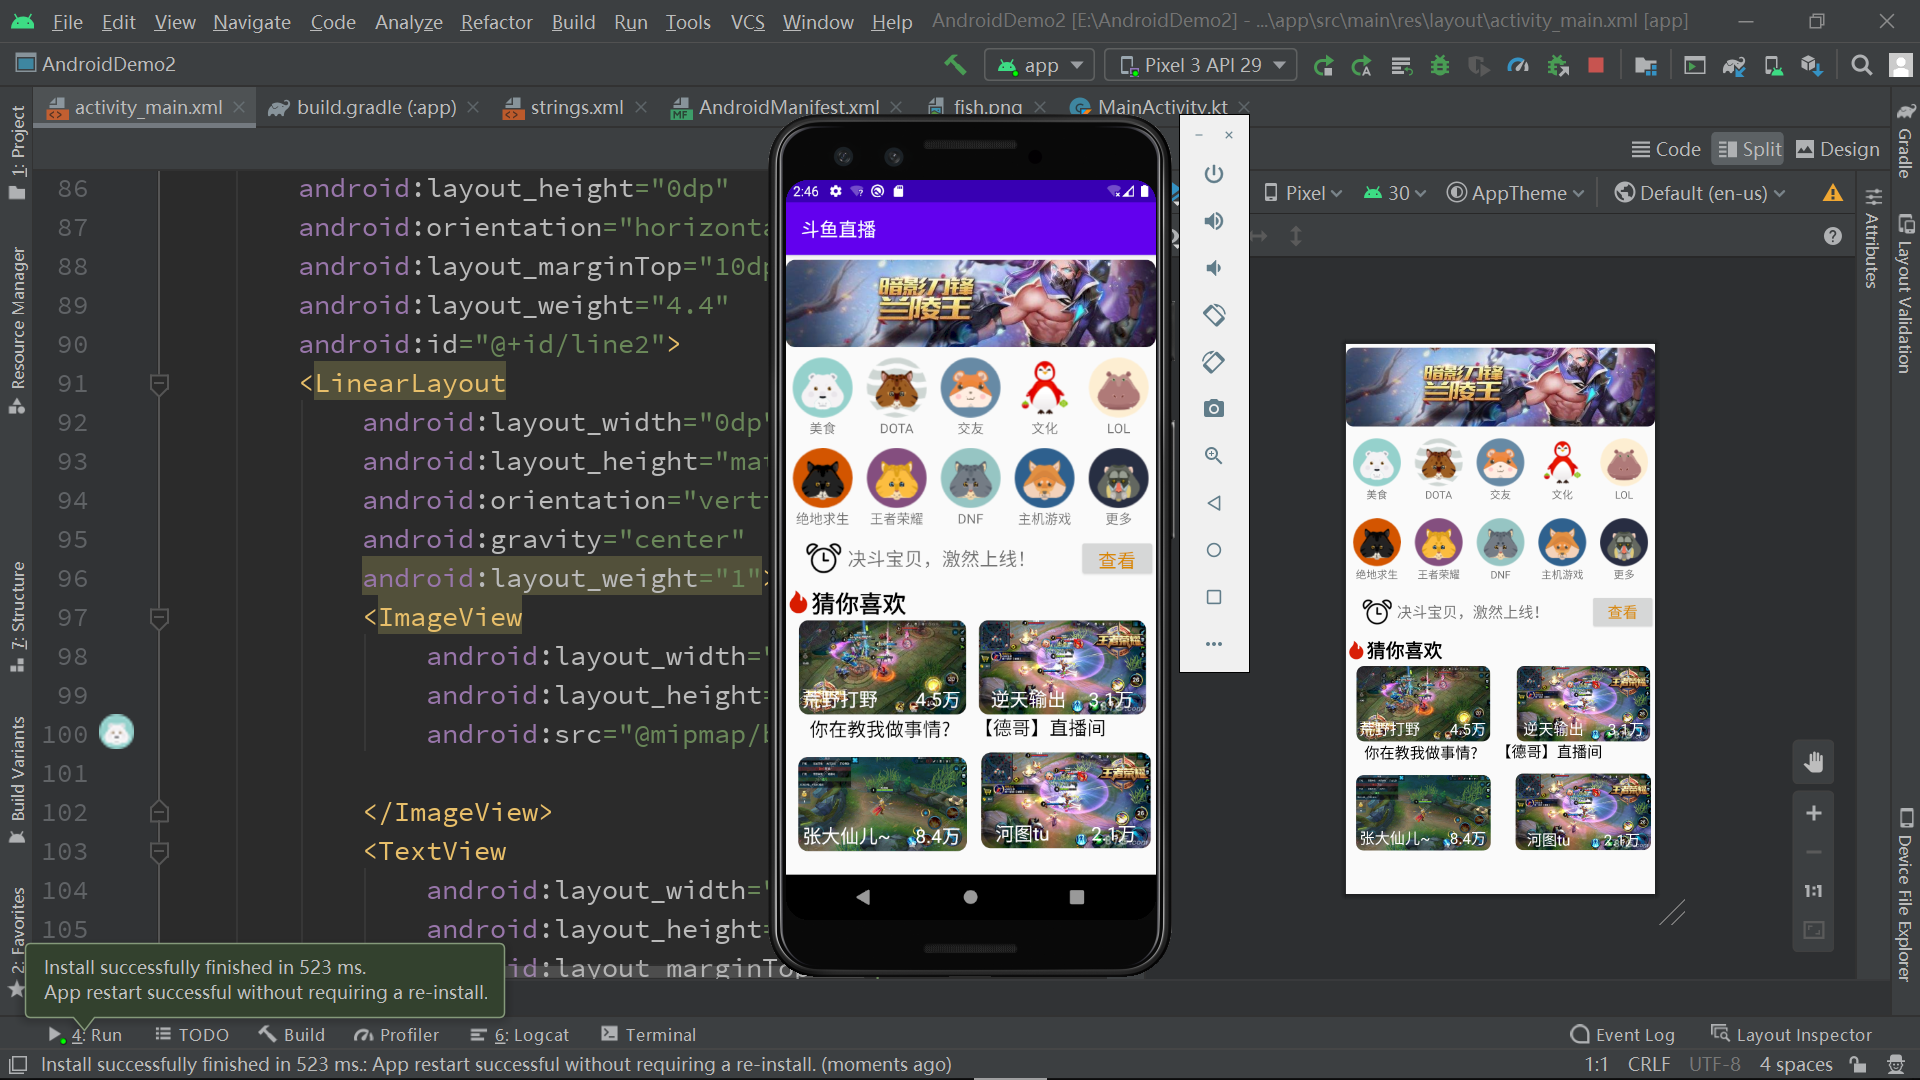 File Edit View Navigate Code Analyze Refactor Build Run Tools VCS Window Help AndroidDemo2 [E:\AndroidDemo2] - ...\app\src\main\res\layout\activity_main.xml [app]
AndroidDemo2
app
Pixel 3 API 29
activity_main.xml
build.gradle (:app)
strings.xml
AndroidManifest.xml
fish.png
MainActivity.kt
Code
Split
Design
Pixel
30
AppTheme
Default (en-us)
1: Project
Resource Manager
7: Structure
Build Variants
2: Favorites
86 android:layout_height="0dp"
87 android:orientation="horizonta
88 android:layout_marginTop="10dp
89 android:layout_weight="4.4"
90 android:id="@+id/line2">
91 <LinearLayout
92 android:layout_width="0dp"
93 android:layout_height="mat
94 android:orientation="verti
95 android:gravity="center"
96 android:layout_weight="1">
97 <ImageView
98 android:layout_width="
99 android:layout_height=
100 android:src="@mipmap/b
101
102 </ImageView>
103 <TextView
104 android:layout_width="
105 android:layout_height=
id:layout_marginTop
Install successfully finished in 523 ms.
App restart successful without requiring a re-install.
2:46
斗鱼直播
暗影刀锋
兰陵王
美食 DOTA 交友 文化 LOL
绝地求生 王者荣耀 DNF 主机游戏 更多
决斗宝贝，激然上线！
查看
猜你喜欢
王者荣耀
荒野打野 4.5万
逆天输出 3.1万
你在教我做事情?
【德哥】直播间
王者荣耀
张大仙儿~ 8.4万
河图tu 2.1万
暗影刀锋
兰陵王
美食 DOTA 交友 文化 LOL
绝地求生 王者荣耀 DNF 主机游戏 更多
决斗宝贝，激然上线！
查看
猜你喜欢
荒野打野 4.5万
逆天输出 3.1万
你在教我做事情?
【德哥】直播间
张大仙儿~ 8.4万
河图tu 2.1万
1:1
Gradle
Attributes
Layout Validation
Device File Explorer
4: Run
TODO
Build
Profiler
6: Logcat
Terminal
Event Log
Layout Inspector
Install successfully finished in 523 ms.: App restart successful without requiring a re-install. (moments ago)
1:1 CRLF UTF-8 4 spaces